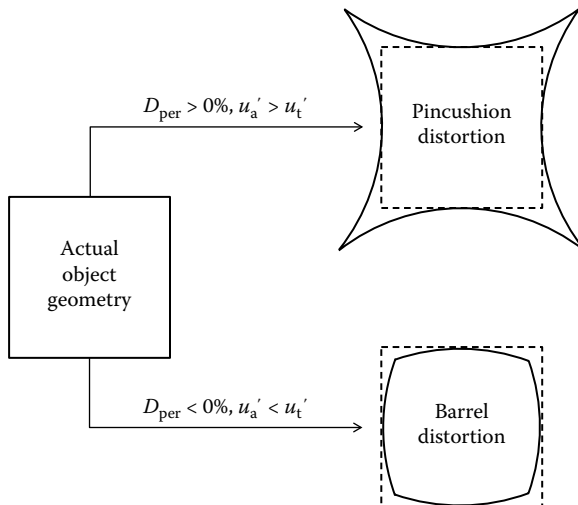 D_per > 0%, u_a′ > u_t′
Pincushion
distortion
Actual
object
geometry
D_per < 0%, u_a′ < u_t′
Barrel
distortion